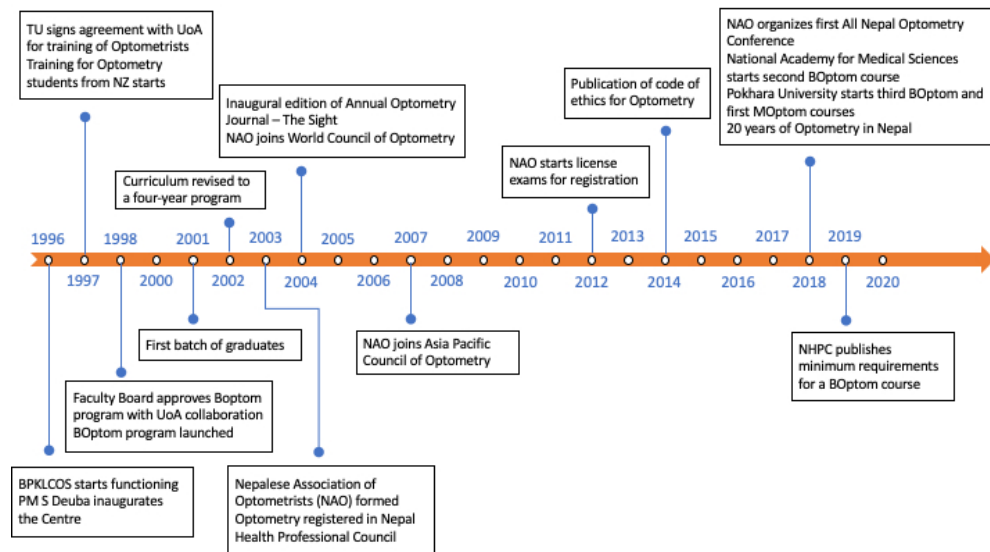 TU signs agreement with UoA
for training of Optometrists
Training for Optometry
students from NZ starts
Inaugural edition of Annual Optometry
Journal – The Sight
NAO joins World Council of Optometry
Curriculum revised to
a four-year program
Publication of code of
ethics for Optometry
NAO starts license
exams for registration
NAO organizes first All Nepal Optometry
Conference
National Academy for Medical Sciences
starts second BOptom course
Pokhara University starts third BOptom and
first MOptom courses
20 years of Optometry in Nepal
1996 1998 2001 2003 2005 2007 2009 2011 2013 2015 2017 2019
1997 2000 2002 2004 2006 2008 2010 2012 2014 2016 2018 2020
First batch of graduates
NAO joins Asia Pacific
Council of Optometry
NHPC publishes
minimum requirements
for a BOptom course
Faculty Board approves Boptom
program with UoA collaboration
BOptom program launched
BPKLCOS starts functioning
PM S Deuba inaugurates
the Centre
Nepalese Association of
Optometrists (NAO) formed
Optometry registered in Nepal
Health Professional Council